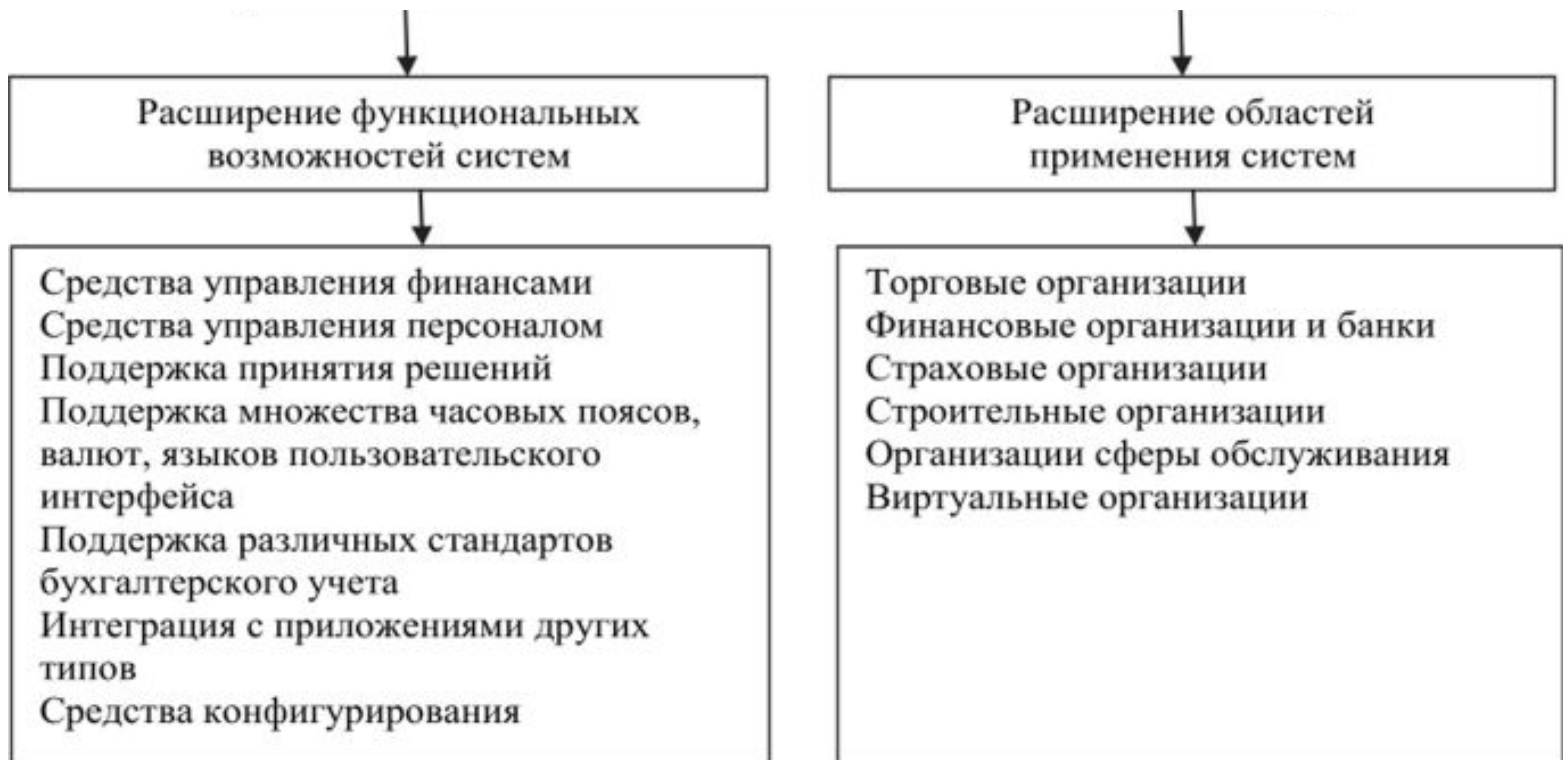 Расширение функциональных
возможностей систем
Расширение областей
применения систем
Средства управления финансами
Средства управления персоналом
Поддержка принятия решений
Поддержка множества часовых поясов,
валют, языков пользовательского
интерфейса
Поддержка различных стандартов
бухгалтерского учета
Интеграция с приложениями других
типов
Средства конфигурирования
Торговые организации
Финансовые организации и банки
Страховые организации
Строительные организации
Организации сферы обслуживания
Виртуальные организации